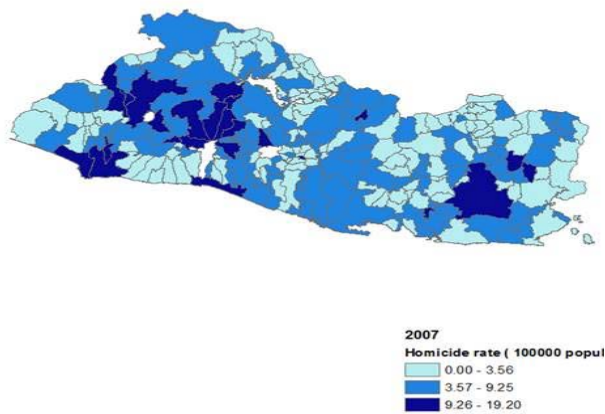 2007
Homicide rate ( 100000 popul
0.00 - 3.56
3.57 - 9.25
9.26 - 19.20